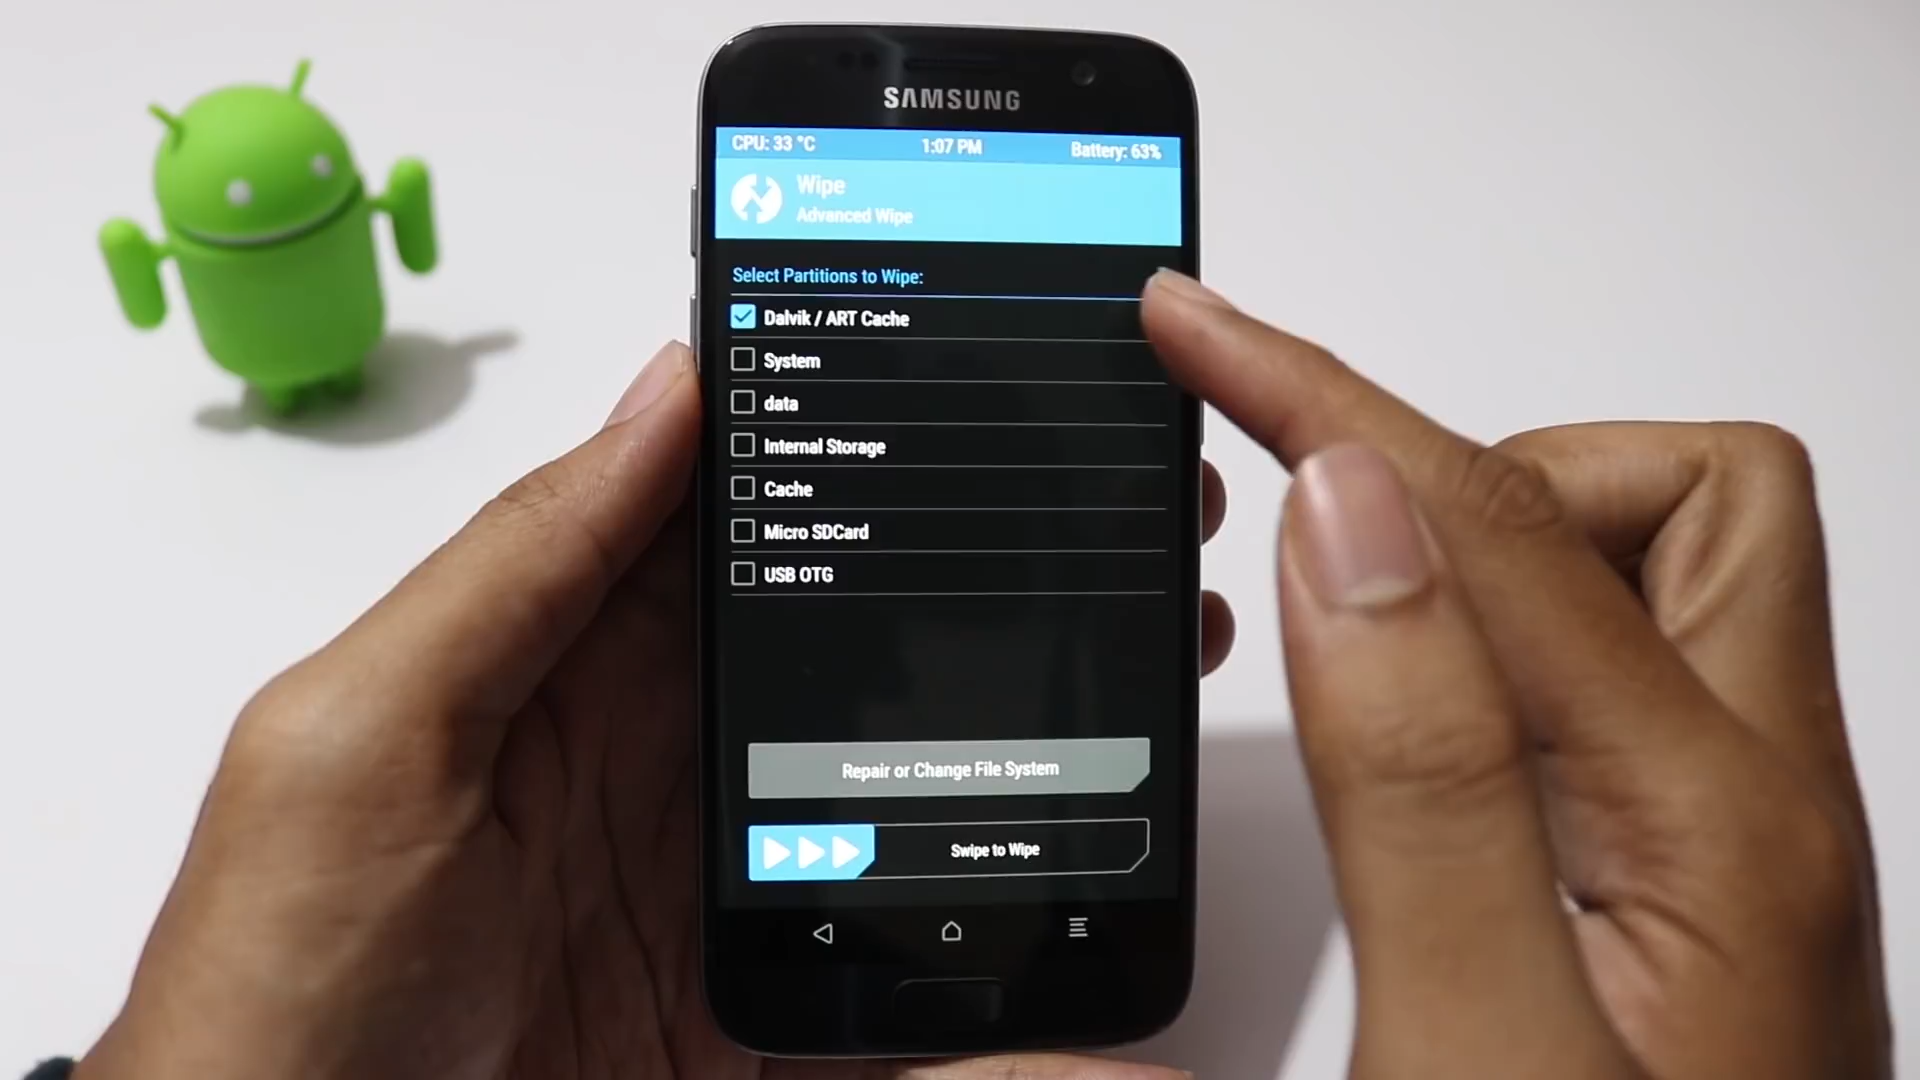 SAMSUNG
CPU: 33 °C 1:07 PM Battery: 63%
Wipe
Advanced Wipe
Select Partitions to Wipe:
Dalvik / ART Cache
System
data
Internal Storage
Cache
Micro SDCard
USB OTG
Repair or Change File System
Swipe to Wipe